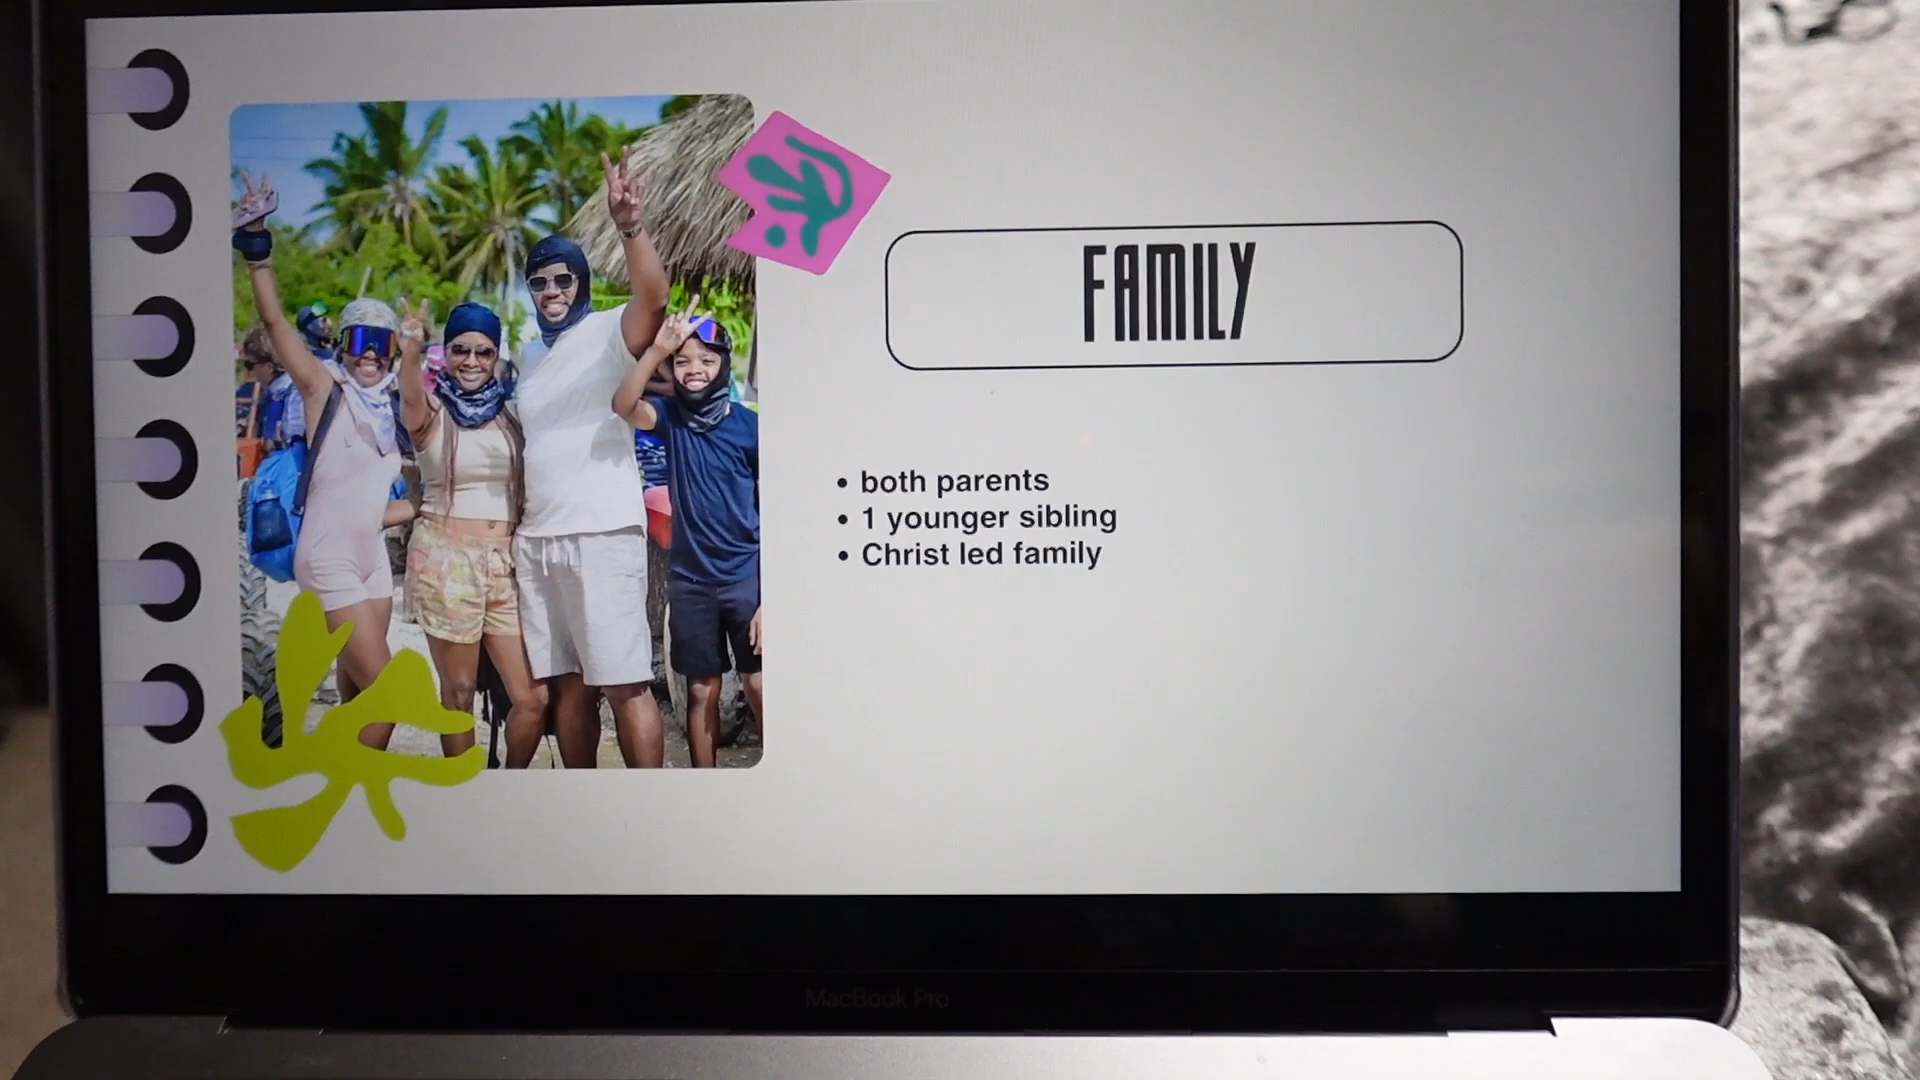 FAMILY
• both parents
• 1 younger sibling
• Christ led family
MacBook Pro